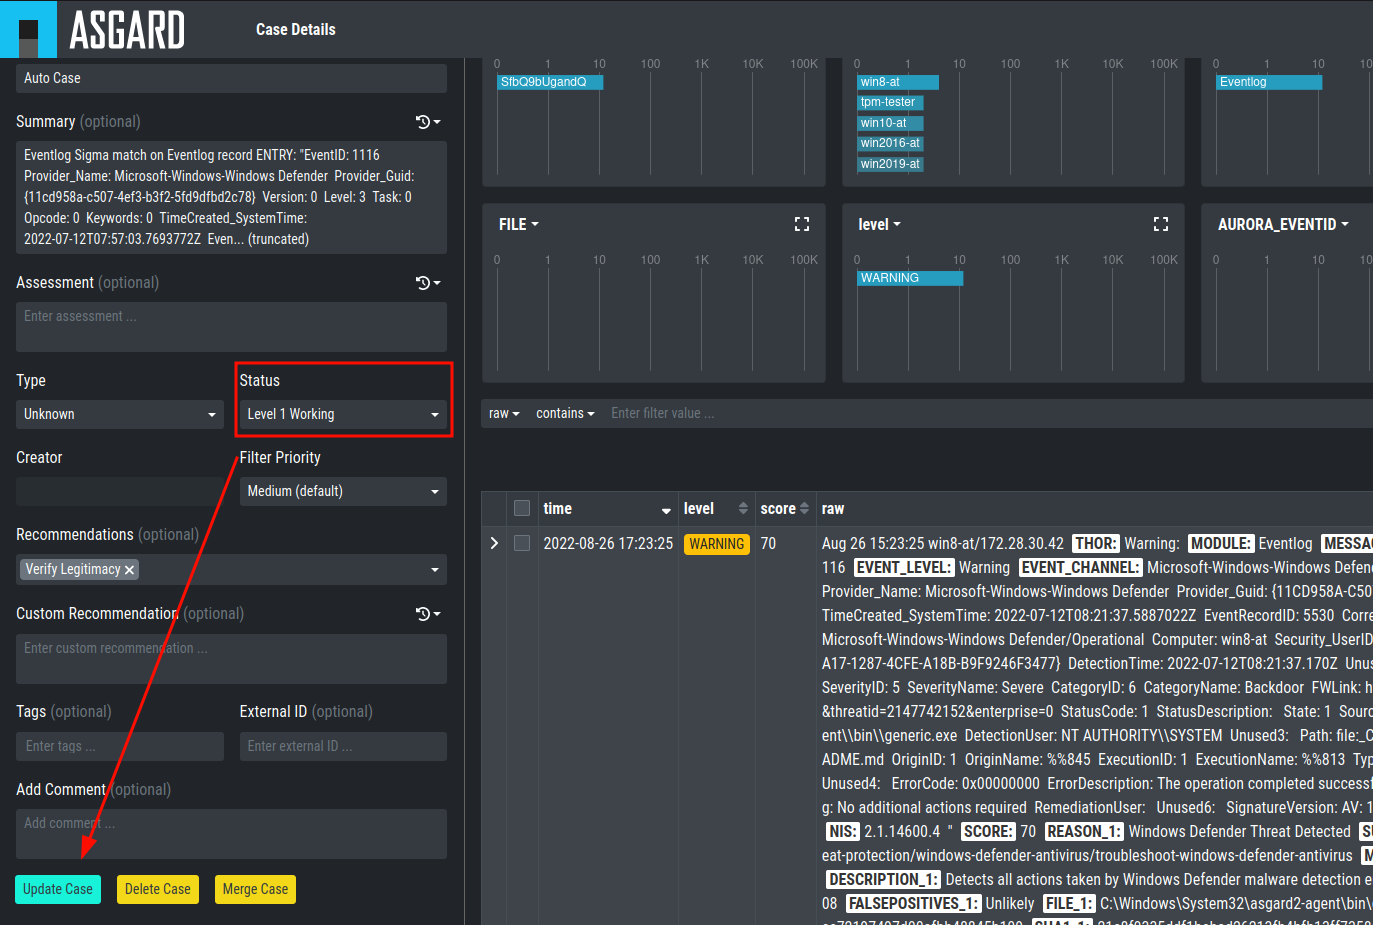 ASGARD
Case Details
Auto Case
Summary (optional)
Eventlog Sigma match on Eventlog record ENTRY: "EventID: 1116
Provider_Name: Microsoft-Windows-Windows Defender Provider_Guid:
{11cd958a-c507-4ef3-b3f2-5fd9dfbd2c78} Version: 0 Level: 3 Task: 0
Opcode: 0 Keywords: 0 TimeCreated_SystemTime:
2022-07-12T07:57:03.7693772Z Even... (truncated)
Assessment (optional)
Enter assessment ...
Type
Status
Unknown
Level 1 Working
Creator
Filter Priority
Medium (default)
Recommendations (optional)
Verify Legitimacy
Custom Recommendation (optional)
Enter custom recommendation ...
Tags (optional)
External ID (optional)
Enter tags ...
Enter external ID ...
Add Comment (optional)
Add comment ...
Update Case
Delete Case
Merge Case
0 1 10 100 1K 10K 100K
SfbQ9bUgandQ
0 1 10 100 1K 10K 100K
win8-at
tpm-tester
win10-at
win2016-at
win2019-at
0 1 10 10
Eventlog
FILE
0 1 10 100 1K 10K 100K
level
0 1 10 100 1K 10K 100K
WARNING
AURORA_EVENTID
0 1 10 10
raw contains Enter filter value ...
time level score raw
2022-08-26 17:23:25 WARNING 70
Aug 26 15:23:25 win8-at/172.28.30.42 THOR: Warning: MODULE: Eventlog MESSA
116 EVENT_LEVEL: Warning EVENT_CHANNEL: Microsoft-Windows-Windows Defen
Provider_Name: Microsoft-Windows-Windows Defender Provider_Guid: {11CD958A-C50
TimeCreated_SystemTime: 2022-07-12T08:21:37.5887022Z EventRecordID: 5530 Corre
Microsoft-Windows-Windows Defender/Operational Computer: win8-at Security_UserID
A17-1287-4CFE-A18B-B9F9246F3477} DetectionTime: 2022-07-12T08:21:37.170Z Unus
SeverityID: 5 SeverityName: Severe CategoryID: 6 CategoryName: Backdoor FWLink: h
&threatid=2147742152&enterprise=0 StatusCode: 1 StatusDescription: State: 1 Sourc
ent\\bin\\generic.exe DetectionUser: NT AUTHORITY\\SYSTEM Unused3: Path: file:_C
ADME.md OriginID: 1 OriginName: %%845 ExecutionID: 1 ExecutionName: %%813 Typ
Unused4: ErrorCode: 0x00000000 ErrorDescription: The operation completed successf
g: No additional actions required RemediationUser: Unused6: SignatureVersion: AV: 1
NIS: 2.1.14600.4 " SCORE: 70 REASON_1: Windows Defender Threat Detected SU
eat-protection/windows-defender-antivirus/troubleshoot-windows-defender-antivirus M
DESCRIPTION_1: Detects all actions taken by Windows Defender malware detection e
08 FALSEPOSITIVES_1: Unlikely FILE_1: C:\Windows\System32\asgard2-agent\bin\